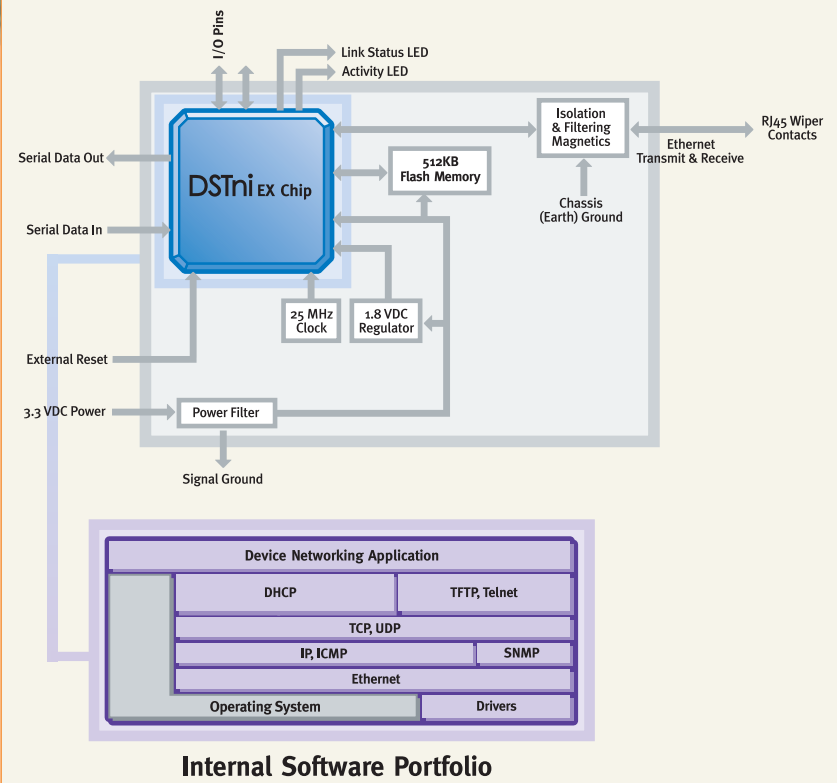 I/O Pins
Link Status LED
Activity LED
Isolation
& Filtering
Magnetics
RJ45 Wiper
Contacts
Ethernet
Transmit & Receive
Serial Data Out
DSTni EX Chip
512KB
Flash Memory
Chassis
(Earth) Ground
Serial Data In
25 MHz
Clock
1.8 VDC
Regulator
External Reset
3.3 VDC Power
Power Filter
Signal Ground
Device Networking Application
DHCP
TFTP, Telnet
TCP, UDP
IP, ICMP
SNMP
Ethernet
Operating System
Drivers
Internal Software Portfolio